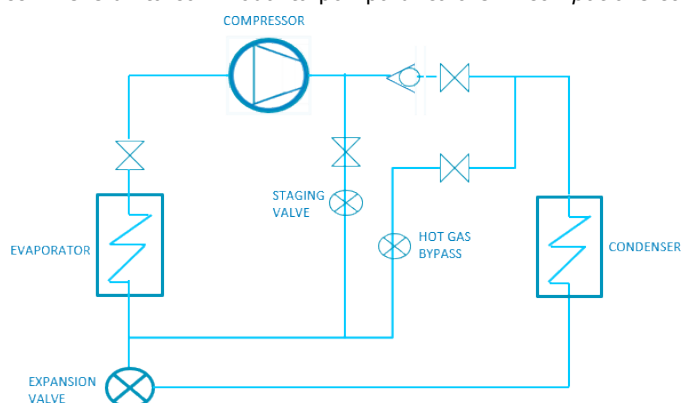 COMPRESSOR
STAGING
VALVE
HOT GAS
BYPASS
EVAPORATOR
CONDENSER
EXPANSION
VALVE